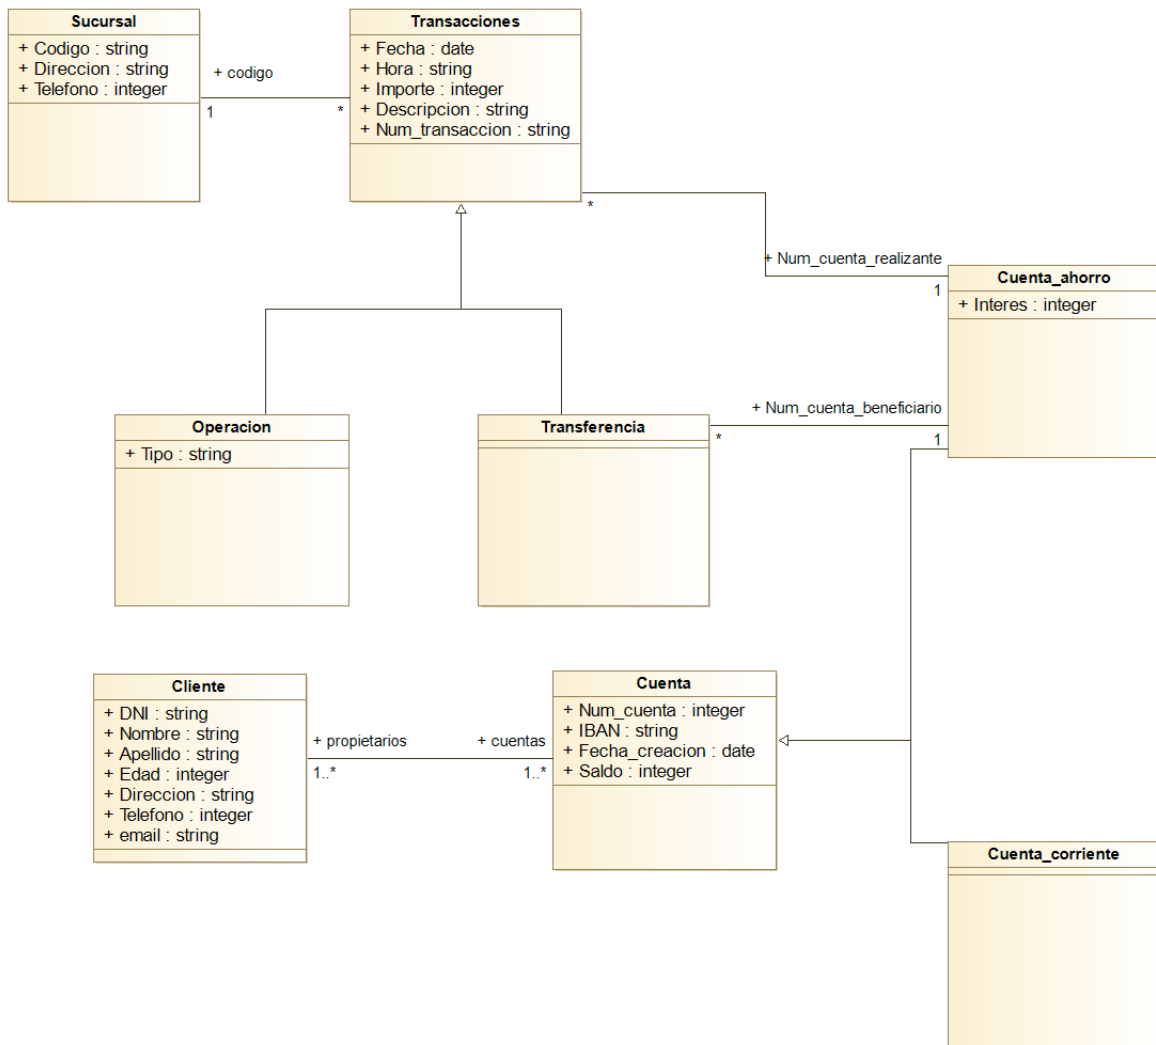 Sucursal
+ Codigo : string
+ Direccion : string
+ Telefono : integer
+ codigo
1
*
Transacciones
+ Fecha : date
+ Hora : string
+ Importe : integer
+ Descripcion : string
+ Num_transaccion : string
*
+ Num_cuenta_realizante
1
Cuenta_ahorro
+ Interes : integer
Operacion
+ Tipo : string
Transferencia
+ Num_cuenta_beneficiario
*
1
Cliente
+ DNI : string
+ Nombre : string
+ Apellido : string
+ Edad : integer
+ Direccion : string
+ Telefono : integer
+ email : string
+ propietarios
1..*
+ cuentas
1..*
Cuenta
+ Num_cuenta : integer
+ IBAN : string
+ Fecha_creacion : date
+ Saldo : integer
Cuenta_corriente